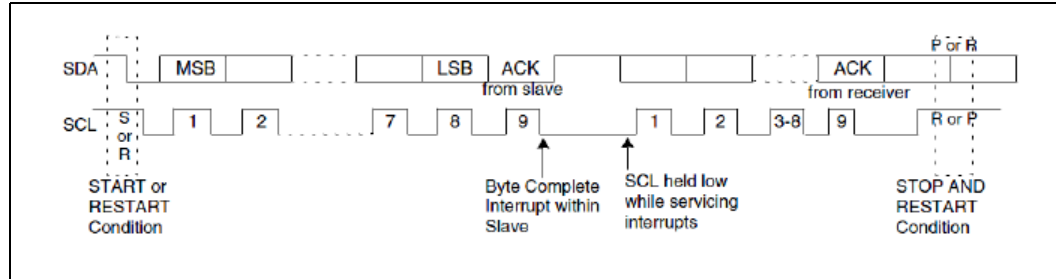 P or R
SDA MSB LSB ACK ACK
from slave from receiver
SCL S or R 1 2 7 8 9 1 2 3-8 9 R or P
START or RESTART Condition
Byte Complete Interrupt within Slave
SCL held low while servicing interrupts
STOP AND RESTART Condition